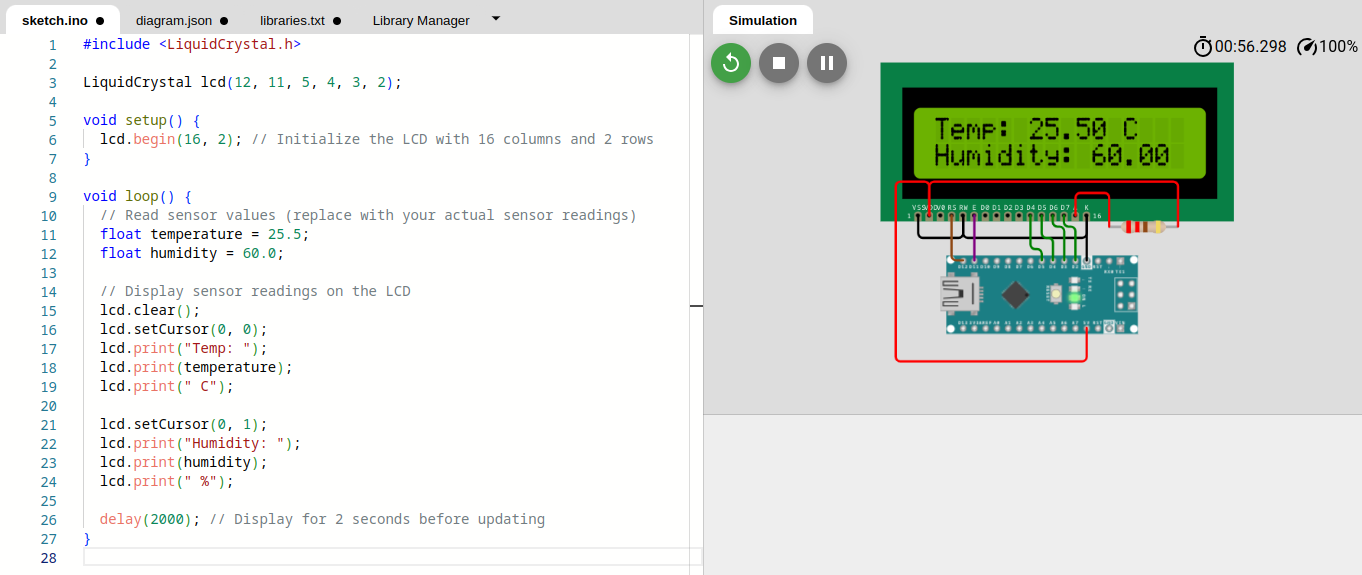 sketch.ino ● diagram.json ● libraries.txt ● Library Manager
1 #include <LiquidCrystal.h>
2
3 LiquidCrystal lcd(12, 11, 5, 4, 3, 2);
4
5 void setup() {
6 lcd.begin(16, 2); // Initialize the LCD with 16 columns and 2 rows
7 }
8
9 void loop() {
10 // Read sensor values (replace with your actual sensor readings)
11 float temperature = 25.5;
12 float humidity = 60.0;
13
14 // Display sensor readings on the LCD
15 lcd.clear();
16 lcd.setCursor(0, 0);
17 lcd.print("Temp: ");
18 lcd.print(temperature);
19 lcd.print(" C");
20
21 lcd.setCursor(0, 1);
22 lcd.print("Humidity: ");
23 lcd.print(humidity);
24 lcd.print(" %");
25
26 delay(2000); // Display for 2 seconds before updating
27 }
28
Simulation
00:56.298 100%
Temp: 25.50 C
Humidity: 60.00
VSS RS RW E D0 D1 D2 D3 D4 D5 D6 D7 K
1 16